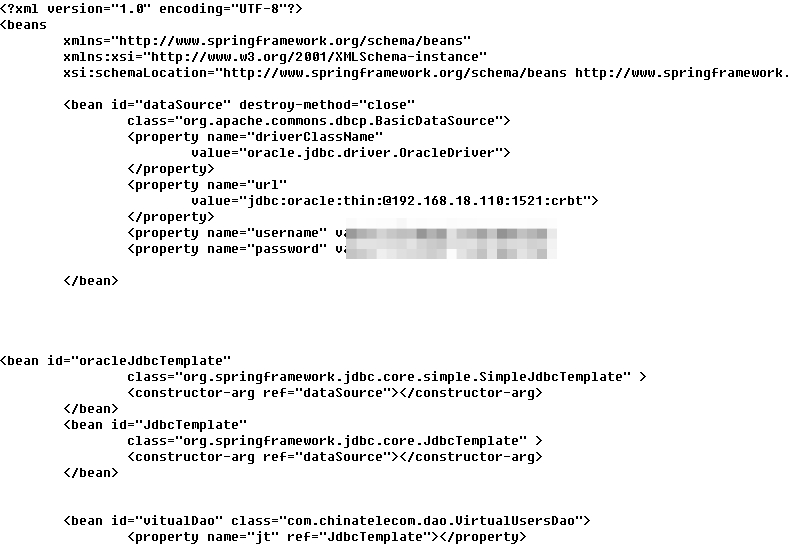 <?xml version="1.0" encoding="UTF-8"?>
<beans
xmlns="http://www.springframework.org/schema/beans"
xmlns:xsi="http://www.w3.org/2001/XMLSchema-instance"
xsi:schemaLocation="http://www.springframework.org/schema/beans http://www.springframework.
<bean id="dataSource" destroy-method="close"
class="org.apache.commons.dbcp.BasicDataSource">
<property name="driverClassName"
value="oracle.jdbc.driver.OracleDriver">
</property>
<property name="url"
value="jdbc:oracle:thin:@192.168.18.110:1521:crbt">
</property>
<property name="username" va
<property name="password" va
</bean>
<bean id="oracleJdbcTemplate"
class="org.springframework.jdbc.core.simple.SimpleJdbcTemplate" >
<constructor-arg ref="dataSource"></constructor-arg>
</bean>
<bean id="JdbcTemplate"
class="org.springframework.jdbc.core.JdbcTemplate" >
<constructor-arg ref="dataSource"></constructor-arg>
</bean>
<bean id="vitualDao" class="com.chinatelecom.dao.VirtualUsersDao">
<property name="jt" ref="JdbcTemplate"></property>